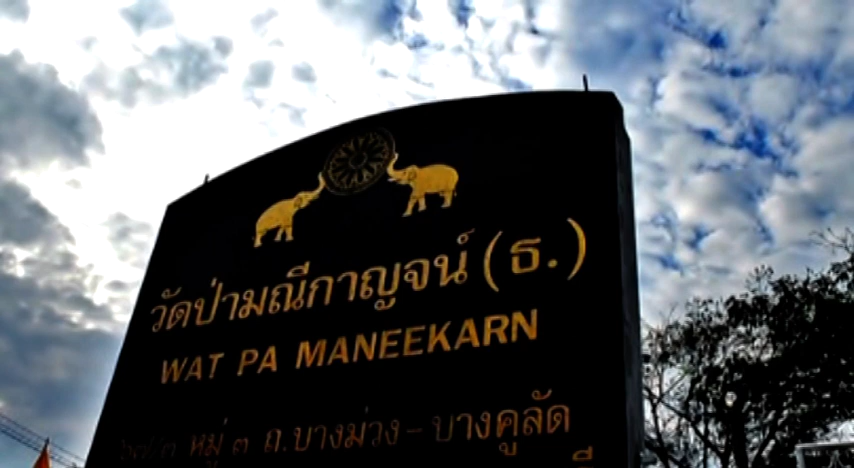 วัดป่ามณีกาญจน์ (ธ.)
WAT PA MANEEKARN
หมู่ ๓ ถ.บางม่วง - บางคูลัด